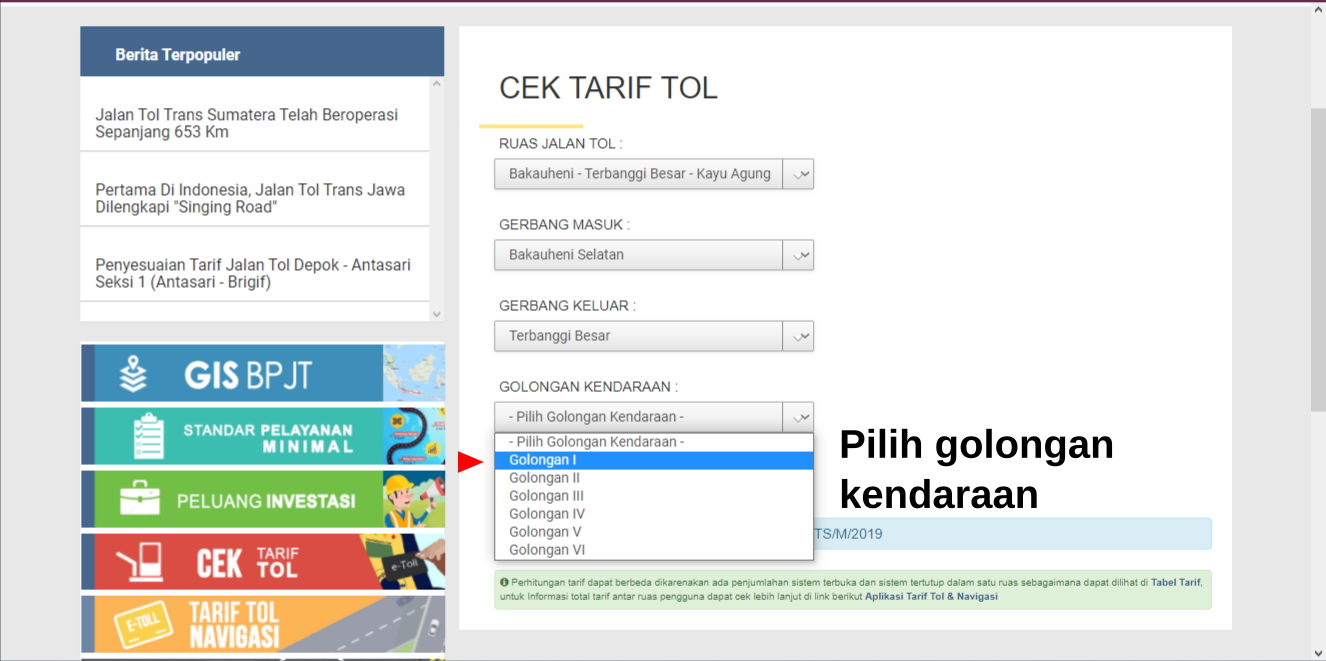 Berita Terpopuler
Jalan Tol Trans Sumatera Telah Beroperasi
Sepanjang 653 Km
Pertama Di Indonesia, Jalan Tol Trans Jawa
Dilengkapi "Singing Road"
Penyesuaian Tarif Jalan Tol Depok - Antasari
Seksi 1 (Antasari - Brigif)
GIS BPJT
STANDAR PELAYANAN
MINIMAL
PELUANG INVESTASI
CEK TARIF
TOL
e-Toll
E-TOLL
TARIF TOL
NAVIGASI
CEK TARIF TOL
RUAS JALAN TOL :
Bakauheni - Terbanggi Besar - Kayu Agung
GERBANG MASUK :
Bakauheni Selatan
GERBANG KELUAR :
Terbanggi Besar
GOLONGAN KENDARAAN :
- Pilih Golongan Kendaraan -
- Pilih Golongan Kendaraan -
Golongan I
Golongan II
Golongan III
Golongan IV
Golongan V
Golongan VI
Pilih golongan
kendaraan
TS/M/2019
Perhitungan tarif dapat berbeda dikarenakan ada penjumlahan sistem terbuka dan sistem tertutup dalam satu ruas sebagaimana dapat dilihat di Tabel Tarif,
untuk Informasi total tarif antar ruas pengguna dapat cek lebih lanjut di link berikut Aplikasi Tarif Tol & Navigasi